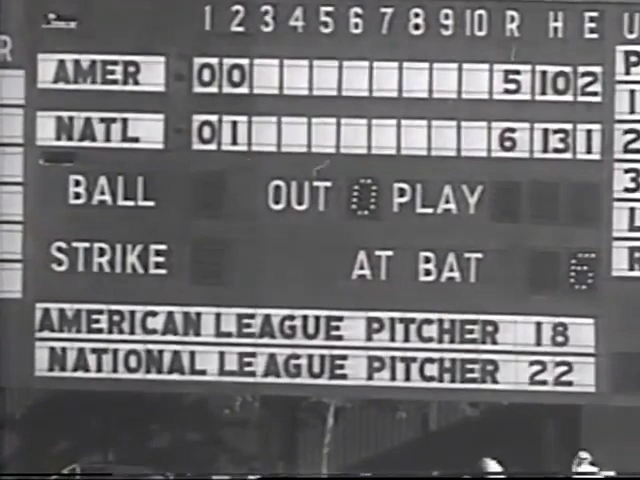 1 2 3 4 5 6 7 8 9 10 R H E U
R AMER 0 0 5 10 2 P
NATL 0 1 6 13 1
BALL OUT 0 PLAY
STRIKE AT BAT 6
AMERICAN LEAGUE PITCHER 18
NATIONAL LEAGUE PITCHER 22